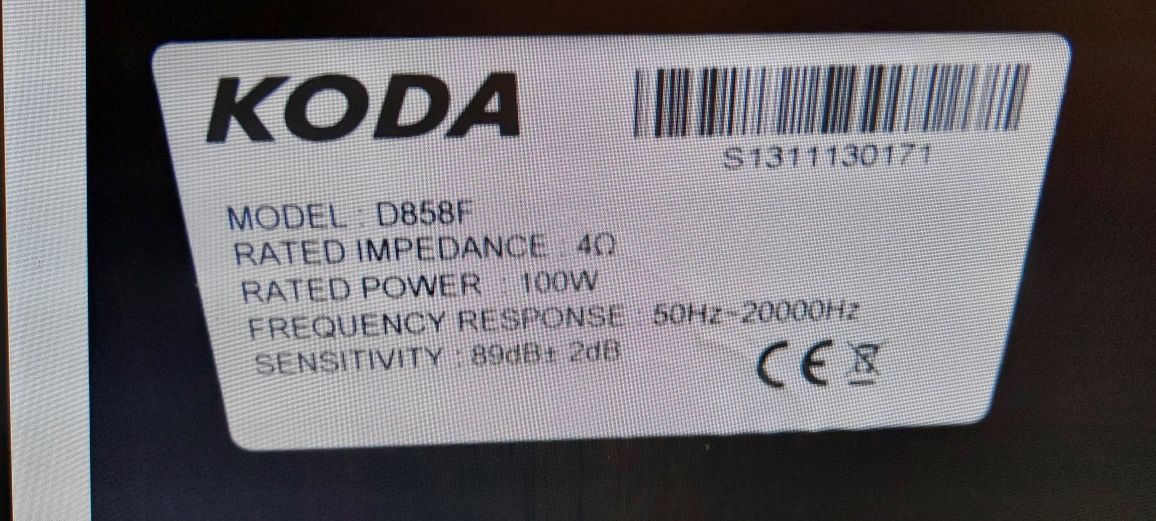 KODA
S1311130171
MODEL : D858F
RATED IMPEDANCE : 4Ω
RATED POWER : 100W
FREQUENCY RESPONSE : 50Hz~20000Hz
SENSITIVITY : 89dB± 2dB
CE